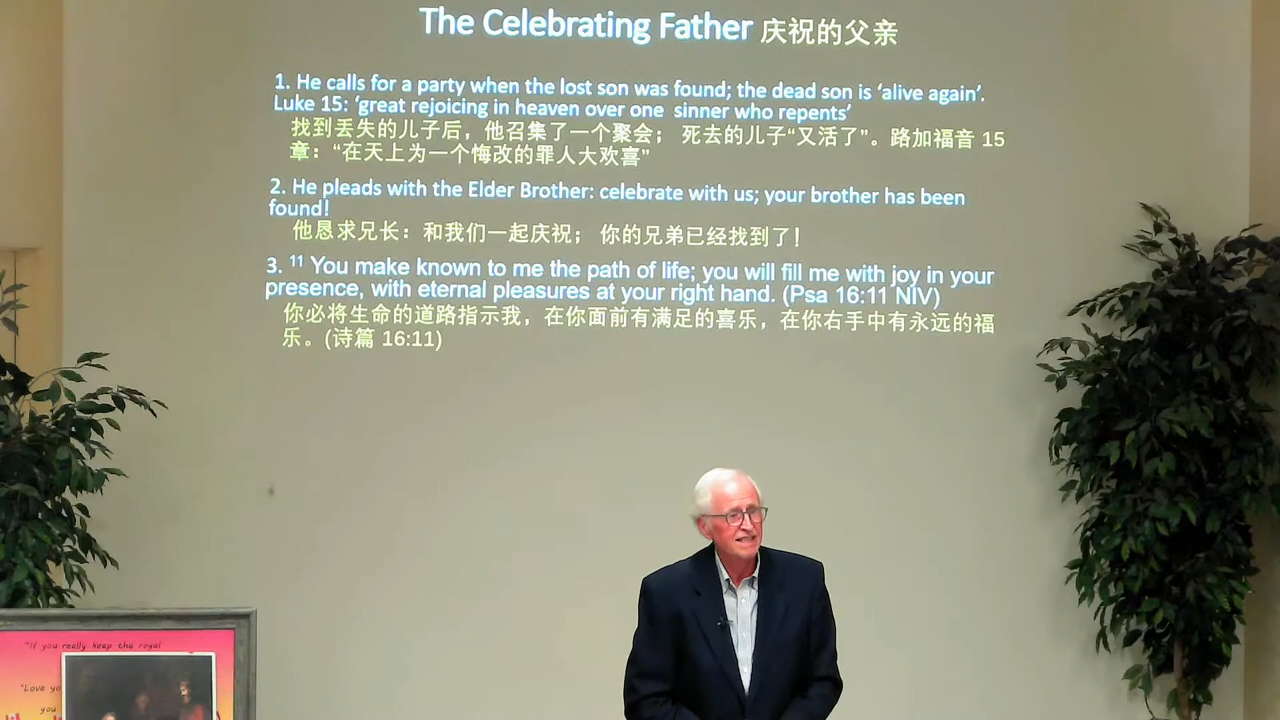 The Celebrating Father 庆祝的父亲
1. He calls for a party when the lost son was found; the dead son is ‘alive again’.
Luke 15: ‘great rejoicing in heaven over one sinner who repents’
找到丢失的儿子后，他召集了一个聚会； 死去的儿子“又活了”。路加福音 15
章：“在天上为一个悔改的罪人大欢喜”
2. He pleads with the Elder Brother: celebrate with us; your brother has been
found!
他恳求兄长：和我们一起庆祝； 你的兄弟已经找到了！
3. ¹¹ You make known to me the path of life; you will fill me with joy in your
presence, with eternal pleasures at your right hand. (Psa 16:11 NIV)
你必将生命的道路指示我，在你面前有满足的喜乐，在你右手中有永远的福
乐。(诗篇 16:11)
"If you really keep the royal
"Love yo
you